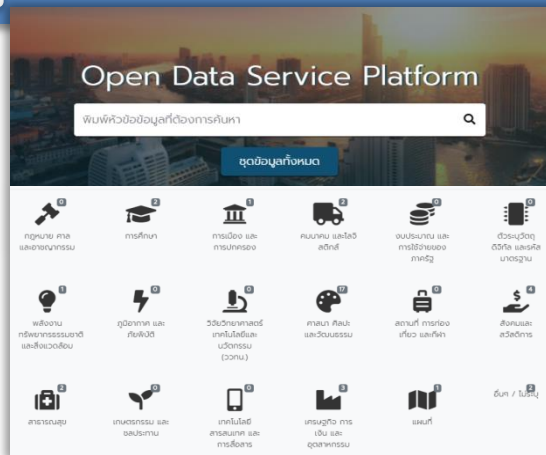 Open Data Service Platform
พิมพ์หัวข้อข้อมูลที่ต้องการค้นหา
ชุดข้อมูลทั้งหมด
0
กฎหมาย ศาล
และอาชญากรรม
2
การศึกษา
1
การเมือง และ
การปกครอง
2
คมนาคม และโลจิ
สติกส์
0
งบประมาณ และ
การใช้จ่ายของ
ภาครัฐ
0
ตัวระบุวัตถุ
ดิจิทัล และรหัส
มาตรฐาน
1
พลังงาน
ทรัพยากรธรรมชาติ
และสิ่งแวดล้อม
0
ภูมิอากาศ และ
ภัยพิบัติ
0
วิจัยวิทยาศาสตร์
เทคโนโลยีและ
นวัตกรรม
(ววทน.)
17
ศาสนา ศิลปะ
และวัฒนธรรม
0
สถานที่ การท่อง
เที่ยว และกีฬา
4
สังคมและ
สวัสดิการ
2
สาธารณสุข
0
เกษตรกรรม และ
ชลประทาน
0
เทคโนโลยี
สารสนเทศ และ
การสื่อสาร
3
เศรษฐกิจ การ
เงิน และ
อุตสาหกรรม
1
แผนที่
2
อื่นๆ / ไม่ระบุ